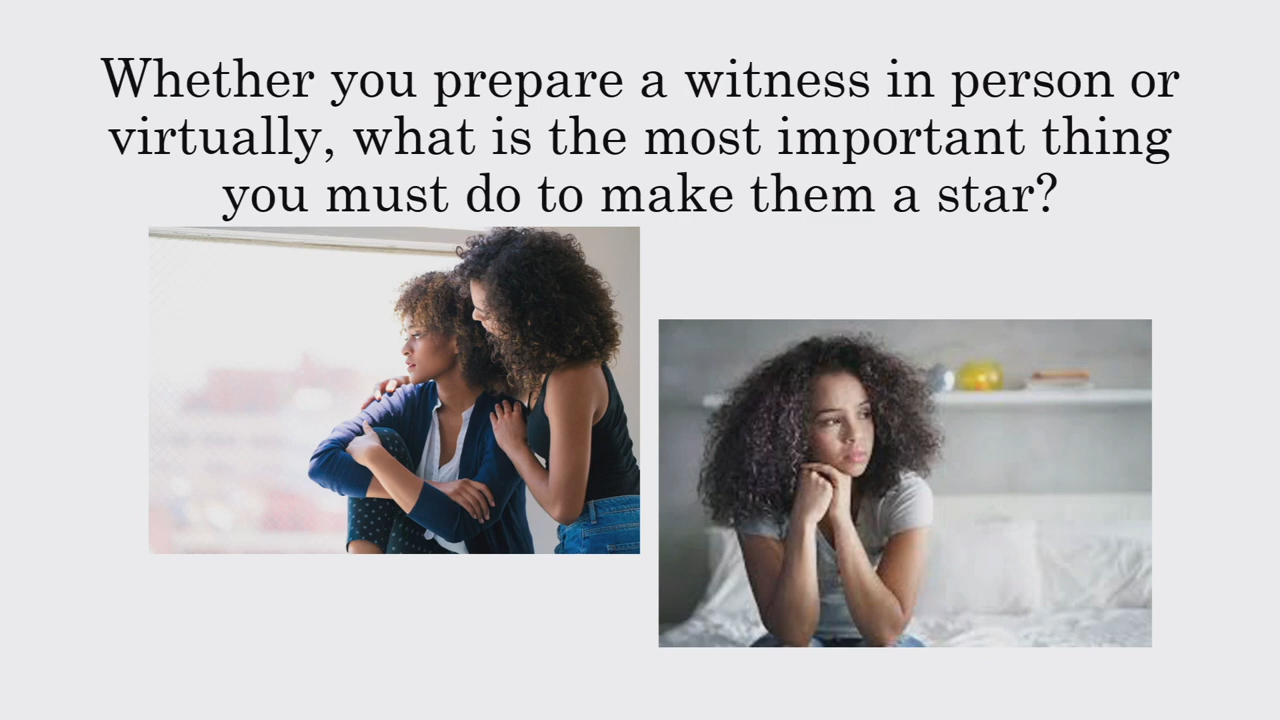 Whether you prepare a witness in person or
virtually, what is the most important thing
you must do to make them a star?